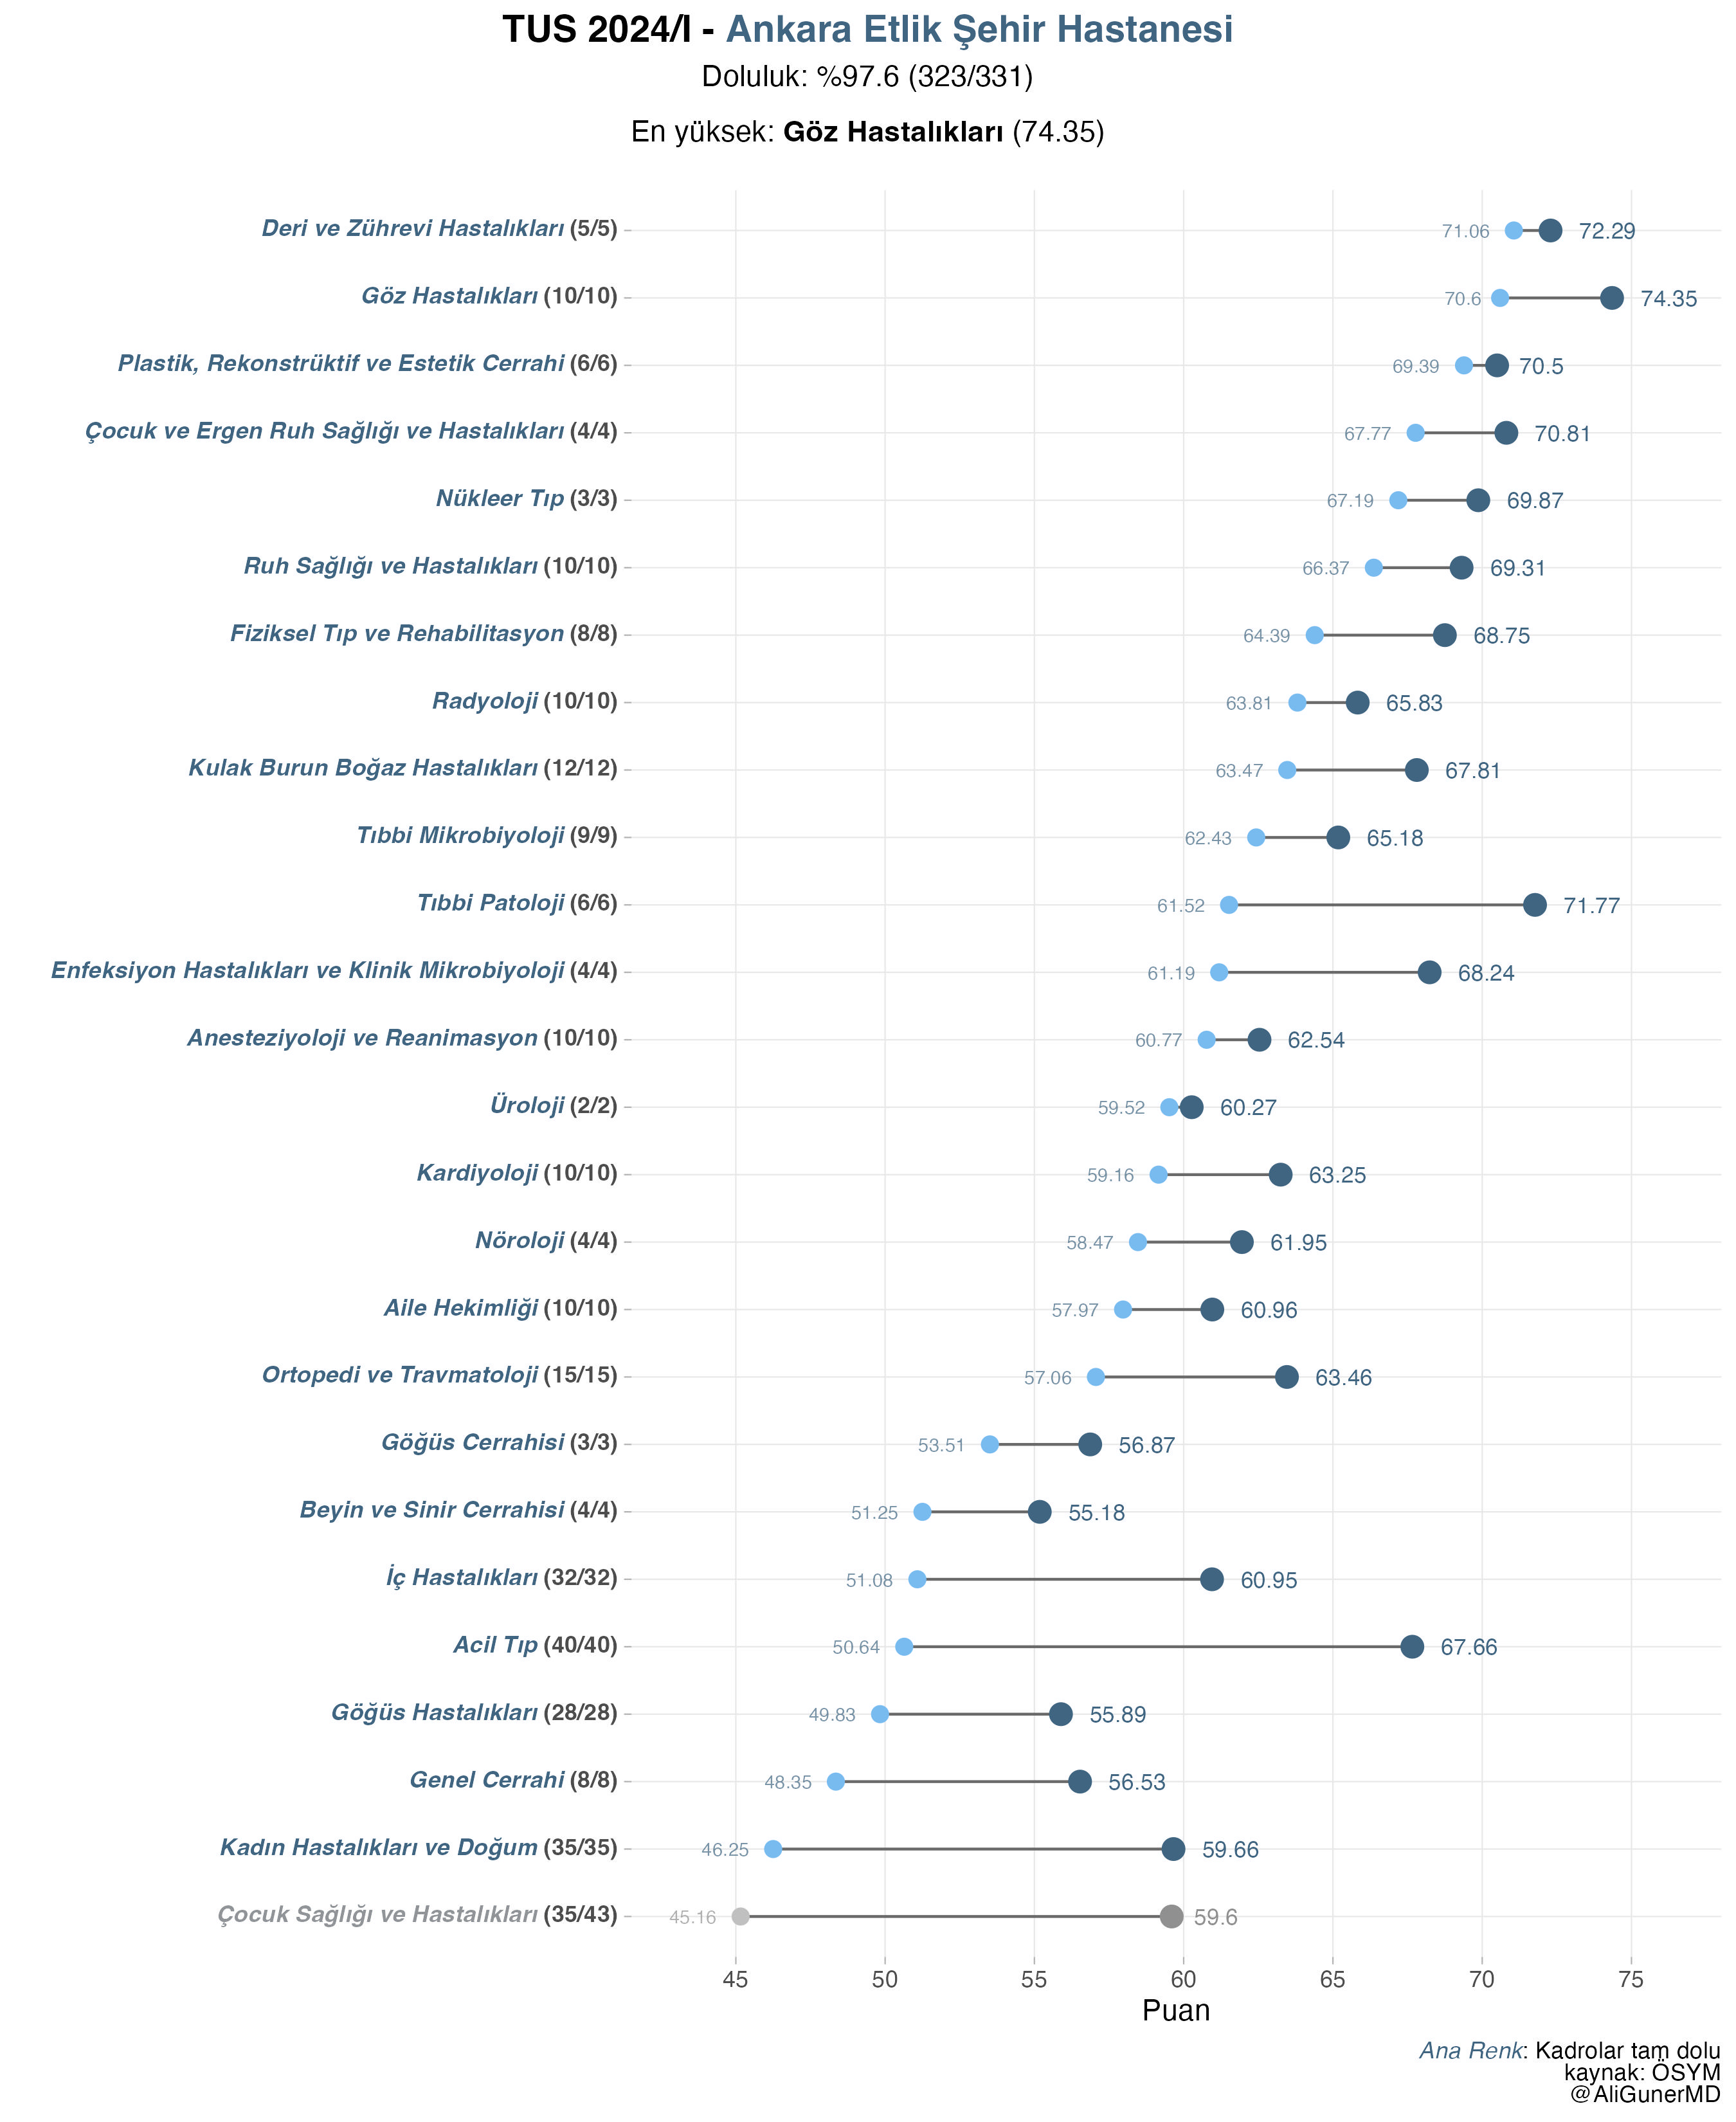 TUS 2024/I - Ankara Etlik Şehir Hastanesi
Doluluk: %97.6 (323/331)
En yüksek: Göz Hastalıkları (74.35)
Deri ve Zührevi Hastalıkları (5/5) 71.06 72.29
Göz Hastalıkları (10/10) 70.6 74.35
Plastik, Rekonstrüktif ve Estetik Cerrahi (6/6) 69.39 70.5
Çocuk ve Ergen Ruh Sağlığı ve Hastalıkları (4/4) 67.77 70.81
Nükleer Tıp (3/3) 67.19 69.87
Ruh Sağlığı ve Hastalıkları (10/10) 66.37 69.31
Fiziksel Tıp ve Rehabilitasyon (8/8) 64.39 68.75
Radyoloji (10/10) 63.81 65.83
Kulak Burun Boğaz Hastalıkları (12/12) 63.47 67.81
Tıbbi Mikrobiyoloji (9/9) 62.43 65.18
Tıbbi Patoloji (6/6) 61.52 71.77
Enfeksiyon Hastalıkları ve Klinik Mikrobiyoloji (4/4) 61.19 68.24
Anesteziyoloji ve Reanimasyon (10/10) 60.77 62.54
Üroloji (2/2) 59.52 60.27
Kardiyoloji (10/10) 59.16 63.25
Nöroloji (4/4) 58.47 61.95
Aile Hekimliği (10/10) 57.97 60.96
Ortopedi ve Travmatoloji (15/15) 57.06 63.46
Göğüs Cerrahisi (3/3) 53.51 56.87
Beyin ve Sinir Cerrahisi (4/4) 51.25 55.18
İç Hastalıkları (32/32) 51.08 60.95
Acil Tıp (40/40) 50.64 67.66
Göğüs Hastalıkları (28/28) 49.83 55.89
Genel Cerrahi (8/8) 48.35 56.53
Kadın Hastalıkları ve Doğum (35/35) 46.25 59.66
Çocuk Sağlığı ve Hastalıkları (35/43) 45.16 59.6
45 50 55 60 65 70 75
Puan
Ana Renk: Kadrolar tam dolu
kaynak: ÖSYM
@AliGunerMD